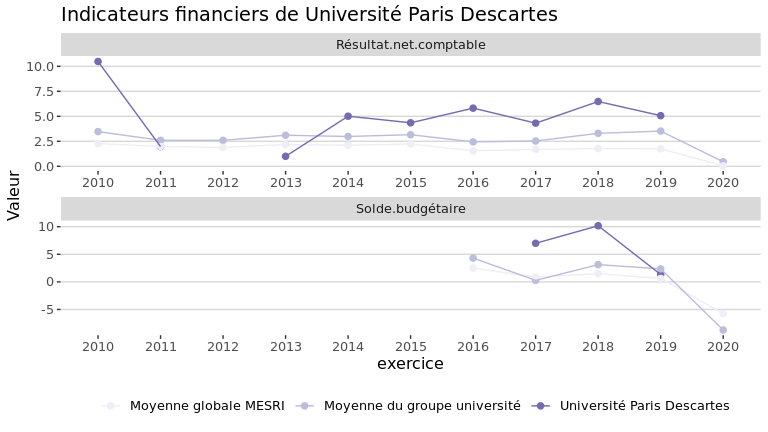 Indicateurs financiers de Université Paris Descartes
Résultat.net.comptable
10.0
7.5
5.0
2.5
0.0
2010 2011 2012 2013 2014 2015 2016 2017 2018 2019 2020
Valeur
Solde.budgétaire
10
5
0
-5
2010 2011 2012 2013 2014 2015 2016 2017 2018 2019 2020
exercice
Moyenne globale MESRI Moyenne du groupe université Université Paris Descartes